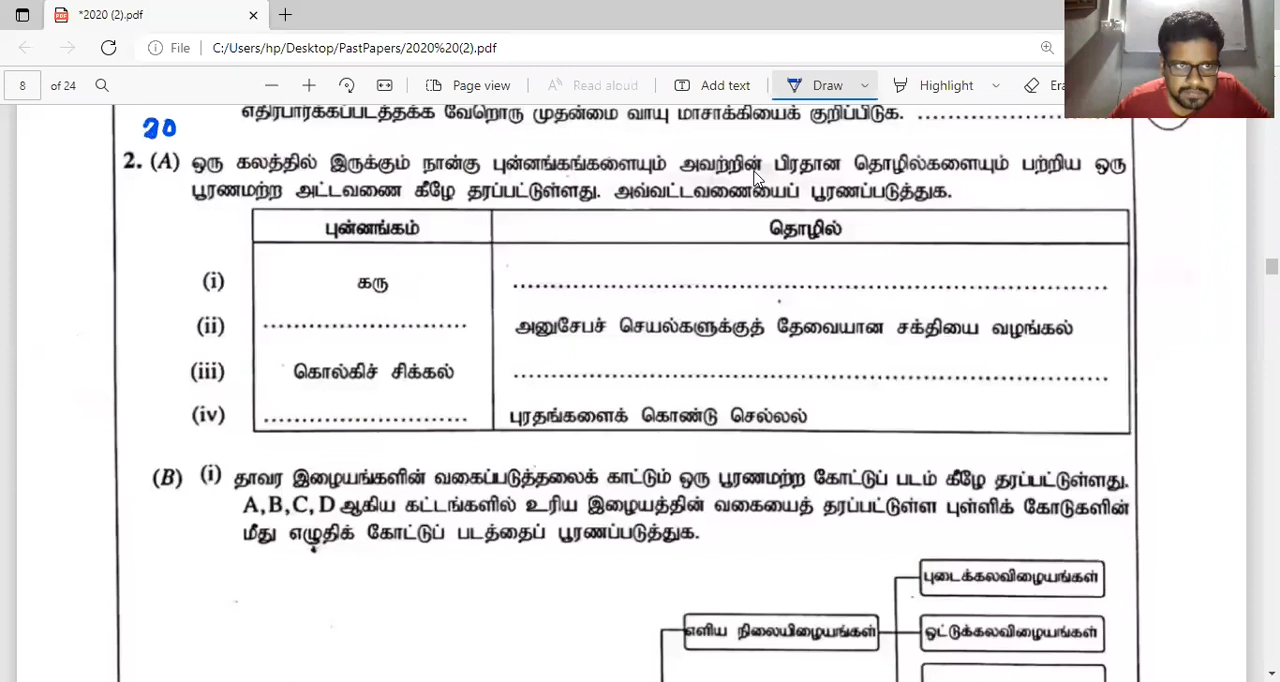 *2020 (2).pdf
File C:/Users/hp/Desktop/PastPapers/2020%20(2).pdf
8 of 24 Page view Read aloud Add text Draw Highlight
எதிர்பார்க்கப்படத்தக்க வேறொரு முதன்மை வாயு மாசாக்கியைக் குறிப்பிடுக. ....................
20
2. (A) ஒரு கலத்தில் இருக்கும் நான்கு புன்னங்கங்களையும் அவற்றின் பிரதான தொழில்களையும் பற்றிய ஒரு
பூரணமற்ற அட்டவணை கீழே தரப்பட்டுள்ளது. அவ்வட்டவணையைப் பூரணப்படுத்துக.
புன்னங்கம் தொழில்
(i) கரு ....................
(ii) .................... அனுசேபச் செயல்களுக்குத் தேவையான சக்தியை வழங்கல்
(iii) கொல்கிச் சிக்கல் ....................
(iv) .................... புரதங்களைக் கொண்டு செல்லல்
(B) (i) தாவர இழையங்களின் வகைப்படுத்தலைக் காட்டும் ஒரு பூரணமற்ற கோட்டுப் படம் கீழே தரப்பட்டுள்ளது.
A, B, C, D ஆகிய கட்டங்களில் உரிய இழையத்தின் வகையைத் தரப்பட்டுள்ள புள்ளிக் கோடுகளின்
மீது எழுதிக் கோட்டுப் படத்தைப் பூரணப்படுத்துக.
புடைக்கலவிழையங்கள்
எளிய நிலையிழையங்கள் ஒட்டுக்கலவிழையங்கள்